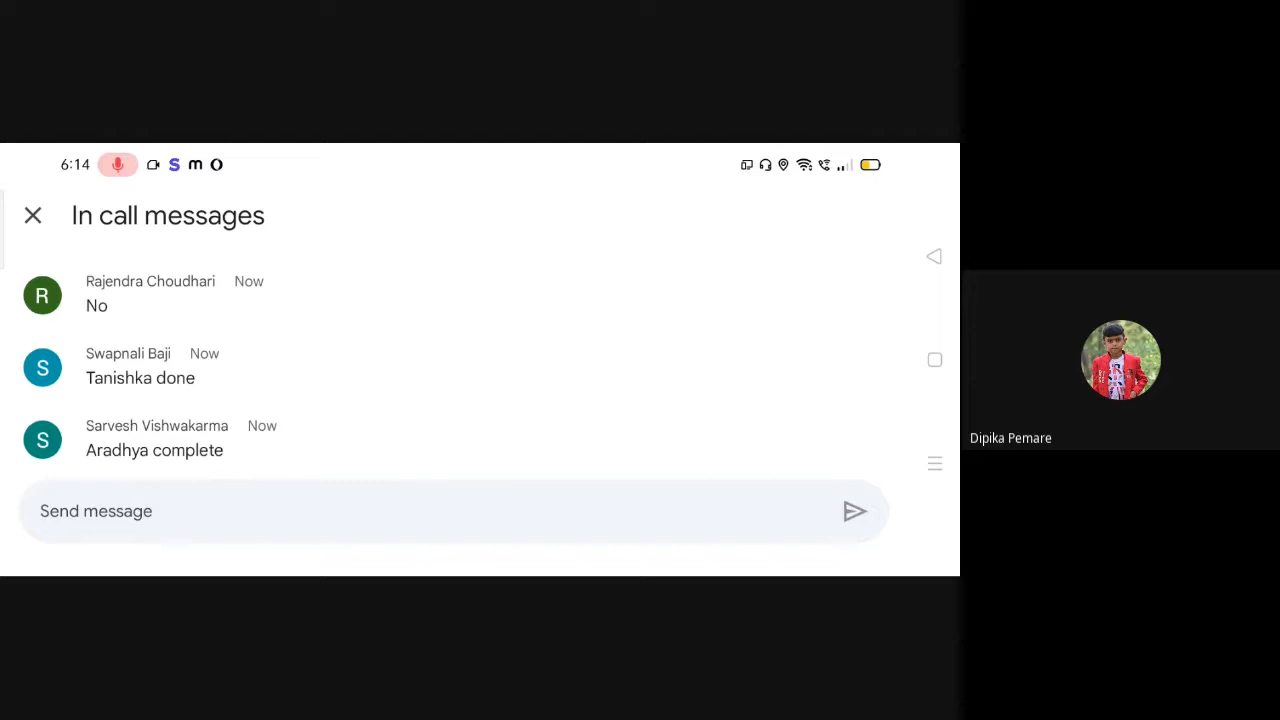 6:14
In call messages
R
Rajendra Choudhari Now
No
S
Swapnali Baji Now
Tanishka done
S
Sarvesh Vishwakarma Now
Aradhya complete
Send message
Dipika Pemare